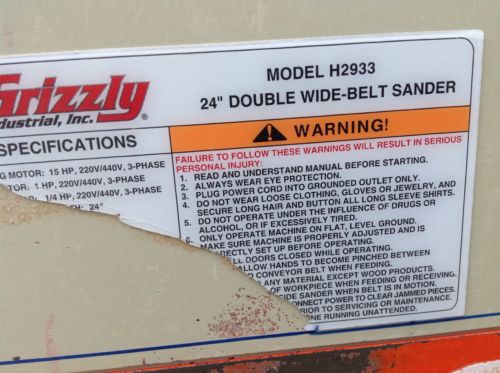 MODEL H2933
Grizzly
24" DOUBLE WIDE-BELT SANDER
Industrial, Inc.
WARNING!
SPECIFICATIONS
MOTOR: 15 HP, 220V/440V, 3-PHASE
1 HP, 220V/440V, 3-PHASE
1/4 HP, 220V/440V, 3-PHASE
24"
FAILURE TO FOLLOW THESE WARNINGS WILL RESULT IN SERIOUS
PERSONAL INJURY:
1. READ AND UNDERSTAND MANUAL BEFORE STARTING.
2. ALWAYS WEAR EYE PROTECTION.
3. PLUG POWER CORD INTO GROUNDED OUTLET ONLY.
4. DO NOT WEAR LOOSE CLOTHING, GLOVES OR JEWELRY, AND
SECURE LONG HAIR AND BUTTON ALL LONG SLEEVE SHIRTS.
5. DO NOT OPERATE UNDER THE INFLUENCE OF DRUGS OR
ALCOHOL, OR IF EXCESSIVELY TIRED.
6. ONLY OPERATE MACHINE ON FLAT, LEVEL GROUND.
MAKE SURE MACHINE IS PROPERLY ADJUSTED AND IS
SET UP BEFORE OPERATING.
DOORS CLOSED WHEN
ALLOW HANDS TO BECOME PINCHED BETWEEN
CONVEYOR BELT WHEN FEEDING.
ANY MATERIAL EXCEPT WOOD PRODUCTS.
OF WORKPIECE WHEN FEEDING OR RECEIVING.
SANDER WHEN BELT IS IN MOTION.
POWER TO CLEAR JAMMED PIECES.
PRIOR TO SERVICING OR MAINTENANCE.
RUNNING UNATTENDED.